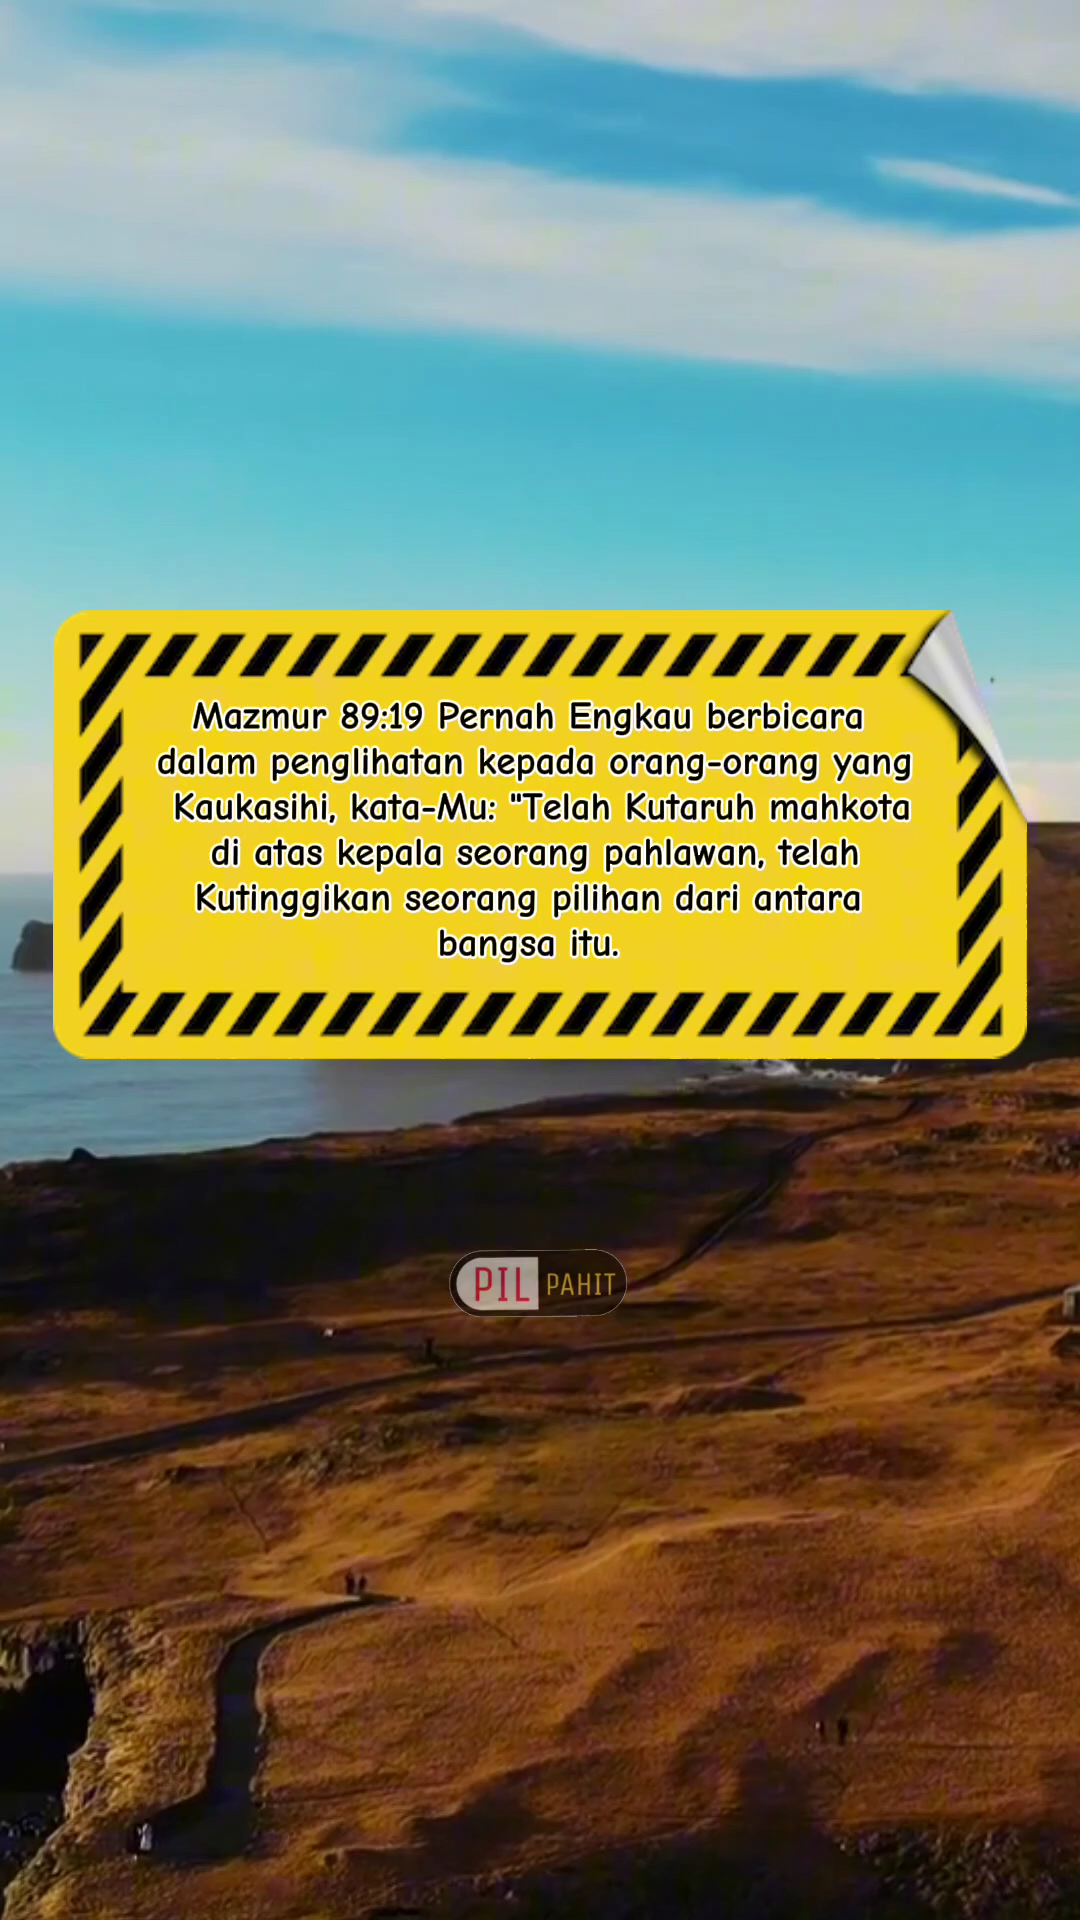 Mazmur 89:19 Pernah Engkau berbicara
dalam penglihatan kepada orang-orang yang
Kaukasihi, kata-Mu: "Telah Kutaruh mahkota
di atas kepala seorang pahlawan, telah
Kutinggikan seorang pilihan dari antara
bangsa itu.
PIL PAHIT